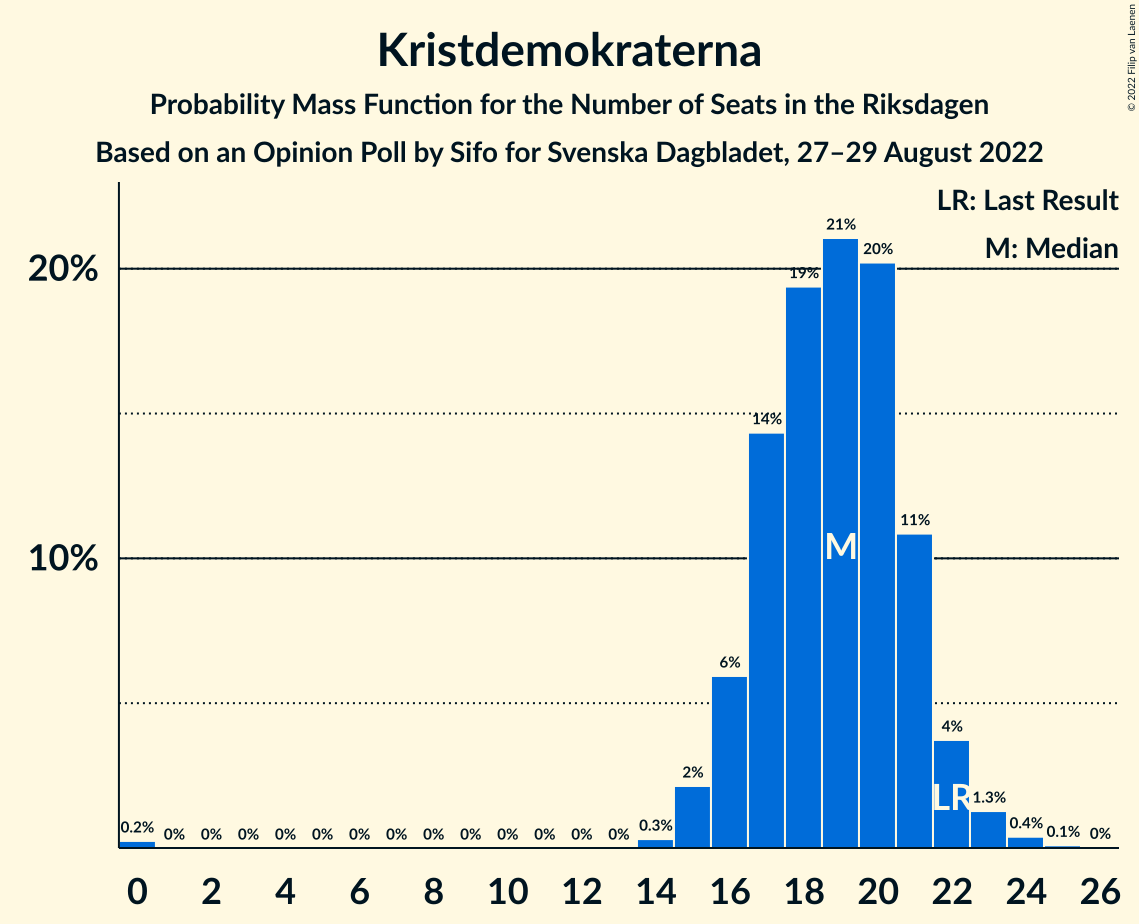 Kristdemokraterna
Probability Mass Function for the Number of Seats in the Riksdagen
Based on an Opinion Poll by Sifo for Svenska Dagbladet, 27–29 August 2022
© 2022 Filip van Laenen
LR: Last Result
M: Median
20%
10%
0.2% 0% 0% 0% 0% 0% 0% 0% 0% 0% 0% 0% 0% 0% 0.3% 2% 6% 14% 19% 21% 20% 11% 4% 1.3% 0.4% 0.1% 0%
M
LR
0 2 4 6 8 10 12 14 16 18 20 22 24 26